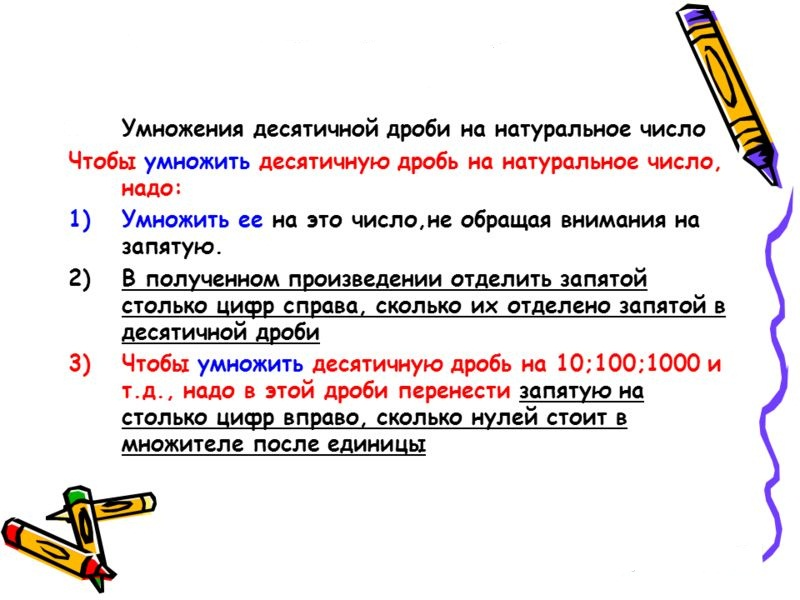 Умножения десятичной дроби на натуральное число
Чтобы умножить десятичную дробь на натуральное число,
надо:
1) Умножить ее на это число,не обращая внимания на
запятую.
2) В полученном произведении отделить запятой
столько цифр справа, сколько их отделено запятой в
десятичной дроби
3) Чтобы умножить десятичную дробь на 10;100;1000 и
т.д., надо в этой дроби перенести запятую на
столько цифр вправо, сколько нулей стоит в
множителе после единицы